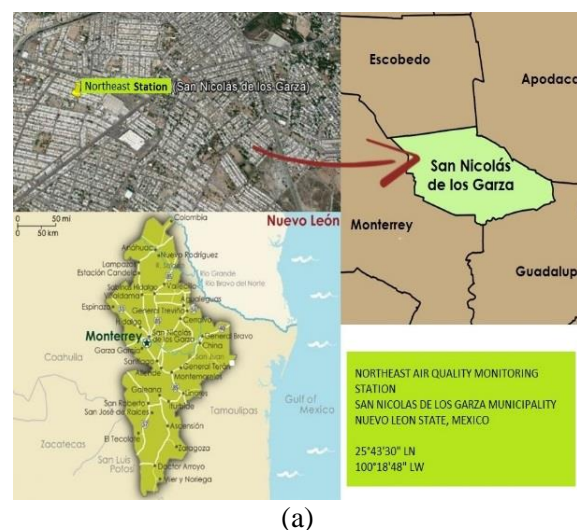 Northeast Station (San Nicolás de los Garza)
Escobedo
Apodaca
San Nicolás
de los Garza
Monterrey
Guadalup
0 50 mi
0 50 km
Nuevo León
Colombia
Anáhuac
Nuevo Rodríguez
Lampazos
Estación Candela
Río Grande
Río Bravo del Norte
Sabinas Hidalgo
Vallecillo
Aldama
Agualeguas
Espinazo
General Treviño
Hidalgo
Cerralvo
Monterrey
San Nicolás
de los Garza
General Bravo
Garza García
China
Santiago
San Juan
General Terán
Coahuila
Allende
Montemorelos
Galeana
Linares
San Roberto
Iturbide
San José de Raíces
Tamaulipas
Gulf of
Mexico
Ascensión
El Tecolote
Zacatecas
Zaragoza
San Luis
Potosí
Doctor Arroyo
Mier y Noriega
NORTHEAST AIR QUALITY MONITORING
STATION
SAN NICOLAS DE LOS GARZA MUNICIPALITY
NUEVO LEON STATE, MEXICO
25°43'30" LN
100°18'48" LW
(a)